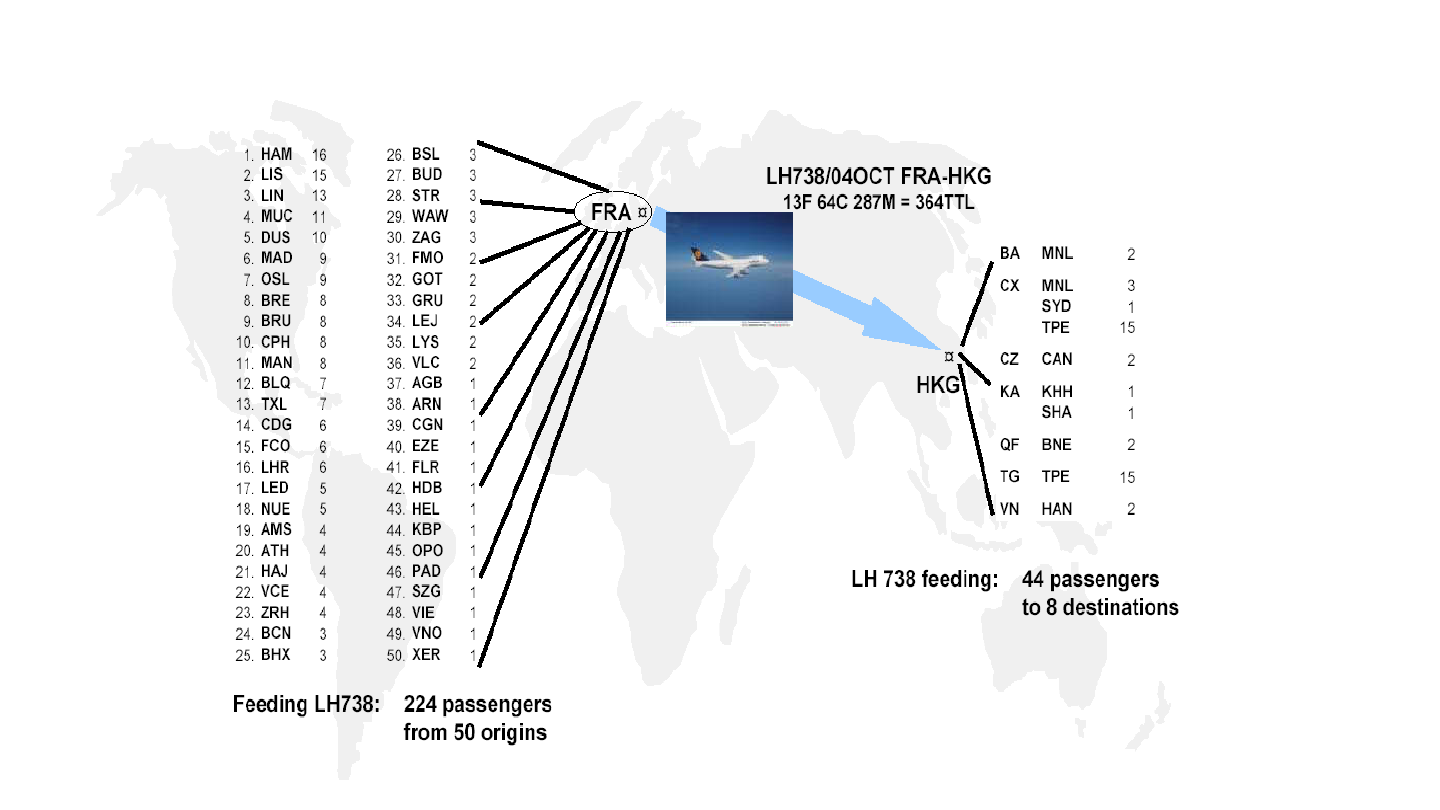 LH738/04OCT FRA-HKG
13F 64C 287M = 364TTL
1. HAM 16
2. LIS 15
3. LIN 13
4. MUC 11
5. DUS 10
6. MAD 9
7. OSL 9
8. BRE 8
9. BRU 8
10. CPH 8
11. MAN 8
12. BLQ 7
13. TXL 7
14. CDG 6
15. FCO 6
16. LHR 6
17. LED 5
18. NUE 5
19. AMS 4
20. ATH 4
21. HAJ 4
22. VCE 4
23. ZRH 4
24. BCN 3
25. BHX 3
26. BSL 3
27. BUD 3
28. STR 3
29. WAW 3
30. ZAG 3
31. FMO 2
32. GOT 2
33. GRU 2
34. LEJ 2
35. LYS 2
36. VLC 2
37. AGB 1
38. ARN 1
39. CGN 1
40. EZE 1
41. FLR 1
42. HDB 1
43. HEL 1
44. KBP 1
45. OPO 1
46. PAD 1
47. SZG 1
48. VIE 1
49. VNO 1
50. XER 1
Feeding LH738: 224 passengers
from 50 origins
FRA ¤
¤
HKG
BA MNL 2
CX MNL 3
SYD 1
TPE 15
CZ CAN 2
KA KHH 1
SHA 1
QF BNE 2
TG TPE 15
VN HAN 2
LH 738 feeding: 44 passengers
to 8 destinations